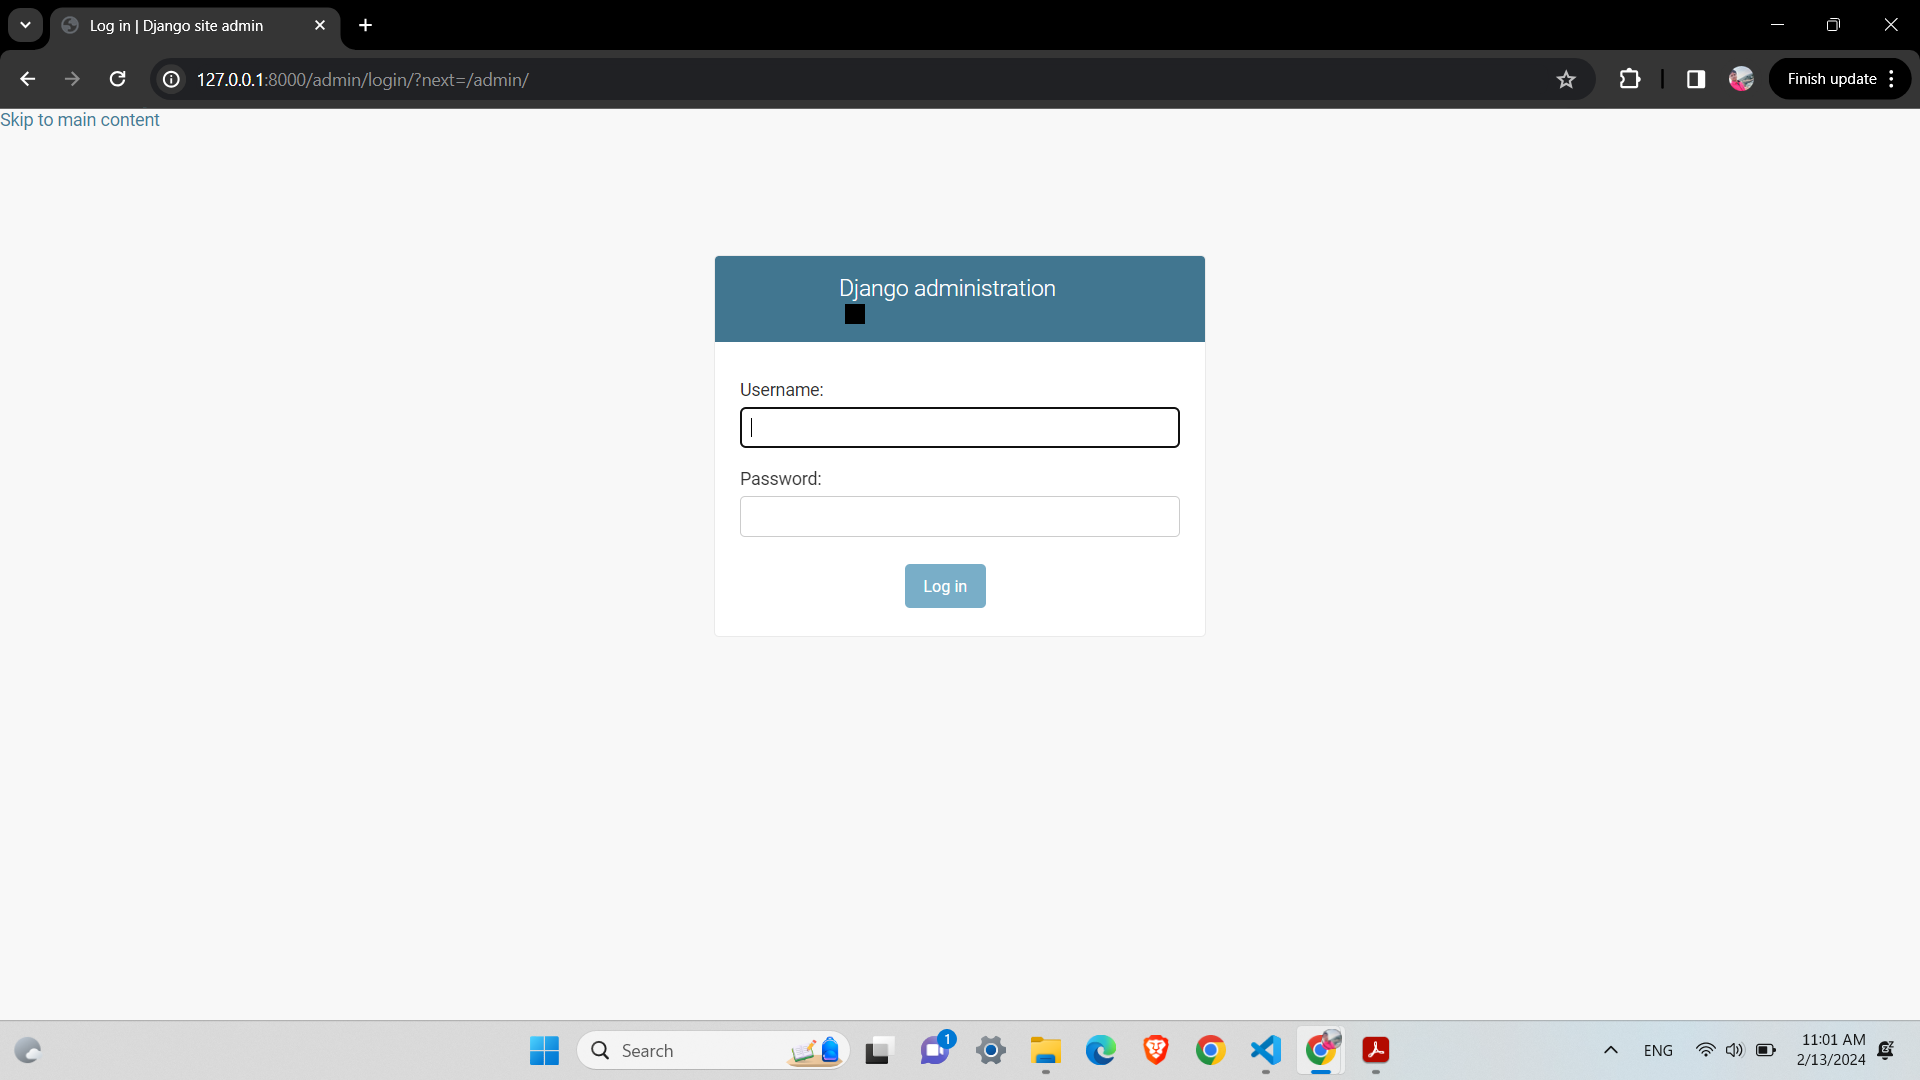 Log in | Django site admin
127.0.0.1:8000/admin/login/?next=/admin/
Finish update
Skip to main content
Django administration
Username:
Password:
Log in
Search
1
ENG
11:01 AM
2/13/2024